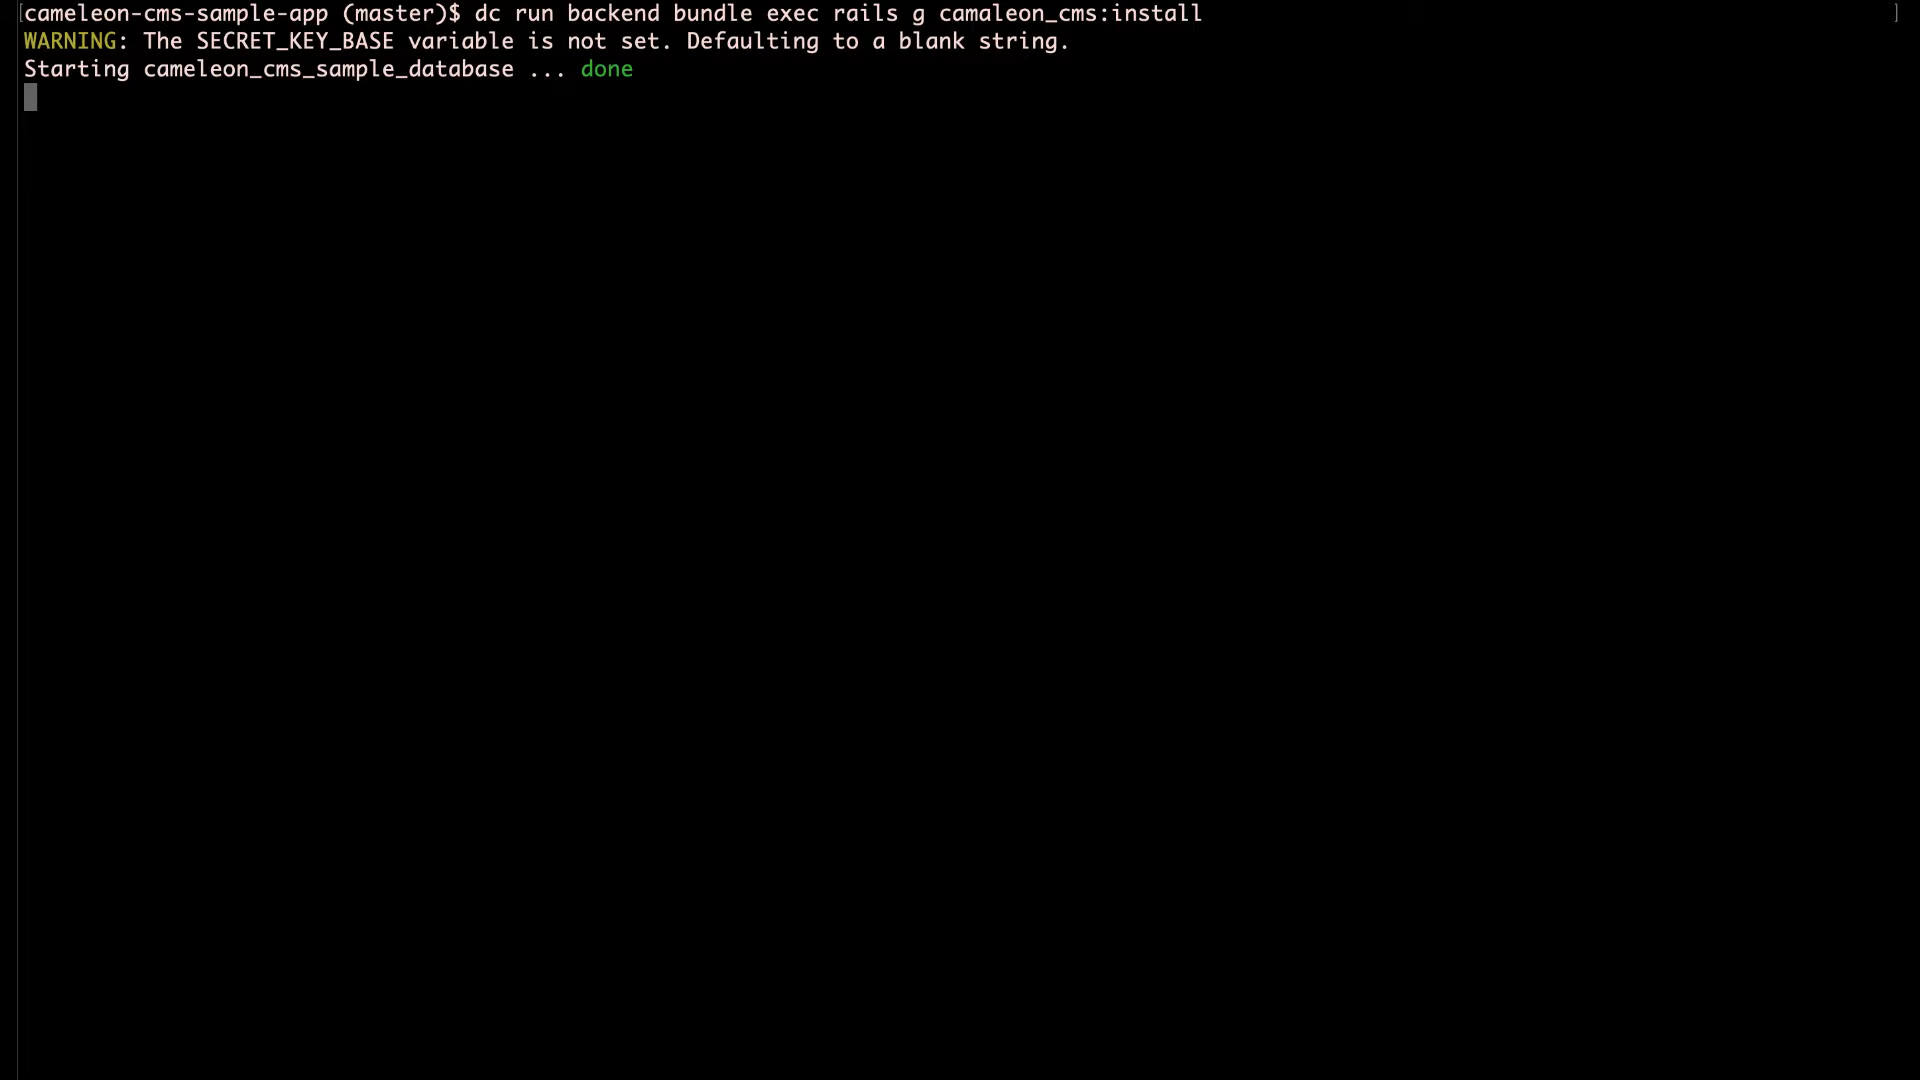 [cameleon-cms-sample-app (master)$ dc run backend bundle exec rails g camaleon_cms:install ]
WARNING: The SECRET_KEY_BASE variable is not set. Defaulting to a blank string.
Starting cameleon_cms_sample_database ... done